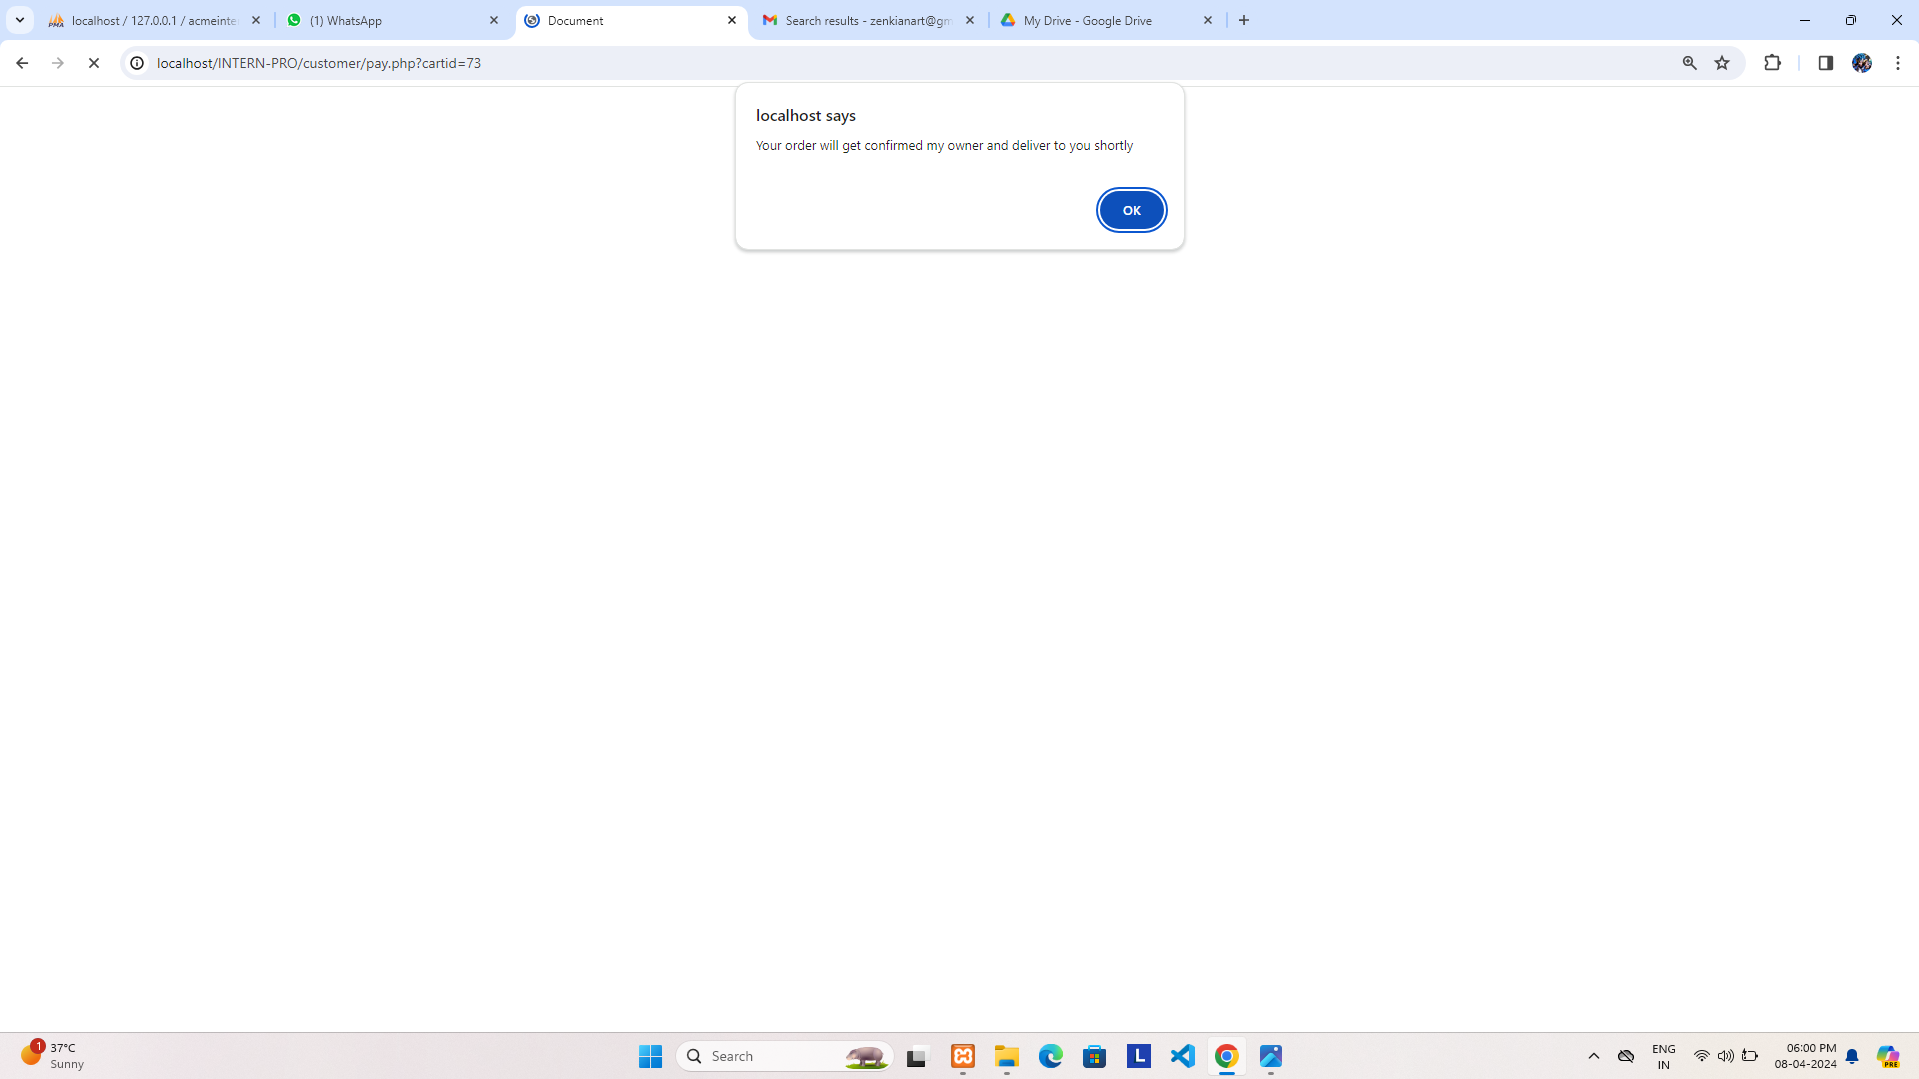 localhost / 127.0.0.1 / acmeinte
(1) WhatsApp
Document
Search results - zenkianart@gm
My Drive - Google Drive
localhost/INTERN-PRO/customer/pay.php?cartid=73
localhost says
Your order will get confirmed my owner and deliver to you shortly
OK
1
37°C
Sunny
Search
L
ENG
IN
06:00 PM
08-04-2024
PRE